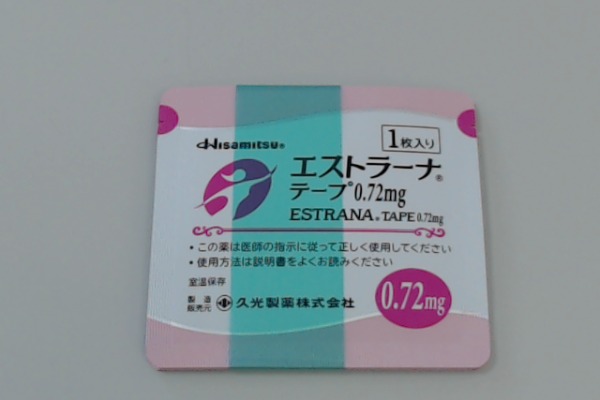 Hisamitsu®
1枚入り
エストラーナ®
テープ®0.72mg
ESTRANA® TAPE 0.72mg
・この薬は医師の指示に従って正しく使用してください
・使用方法は説明書をよくお読みください
室温保存
製造
販売元
久光製薬株式会社
0.72mg